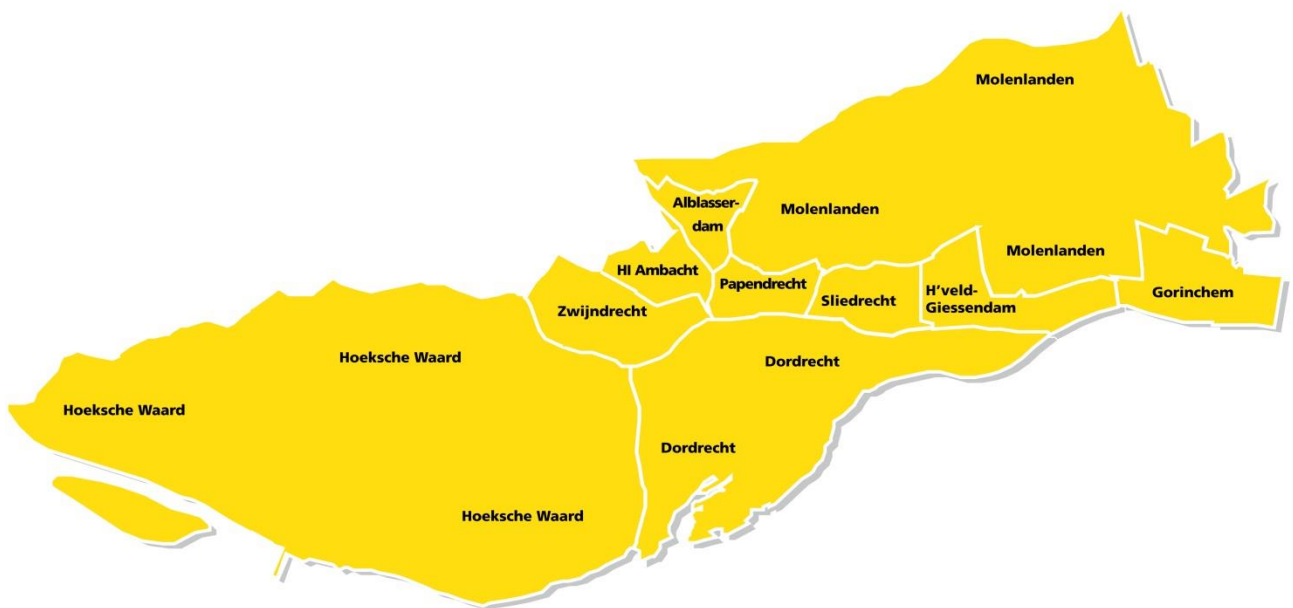 Molenlanden
Alblasser-
dam
Molenlanden
Molenlanden
HI Ambacht
Papendrecht
Sliedrecht
H'veld-
Giessendam
Gorinchem
Zwijndrecht
Hoeksche Waard
Dordrecht
Hoeksche Waard
Dordrecht
Hoeksche Waard